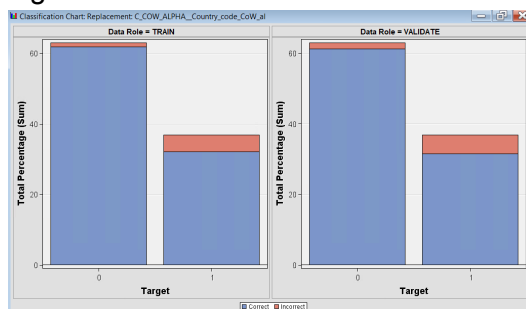 Classification Chart: Replacement: C_COW_ALPHA__Country_code_CoW_al
Data Role = TRAIN
Data Role = VALIDATE
Total Percentage (Sum)
60
40
20
0
0
1
Target
Total Percentage (Sum)
60
40
20
0
0
1
Target
Correct Incorrect